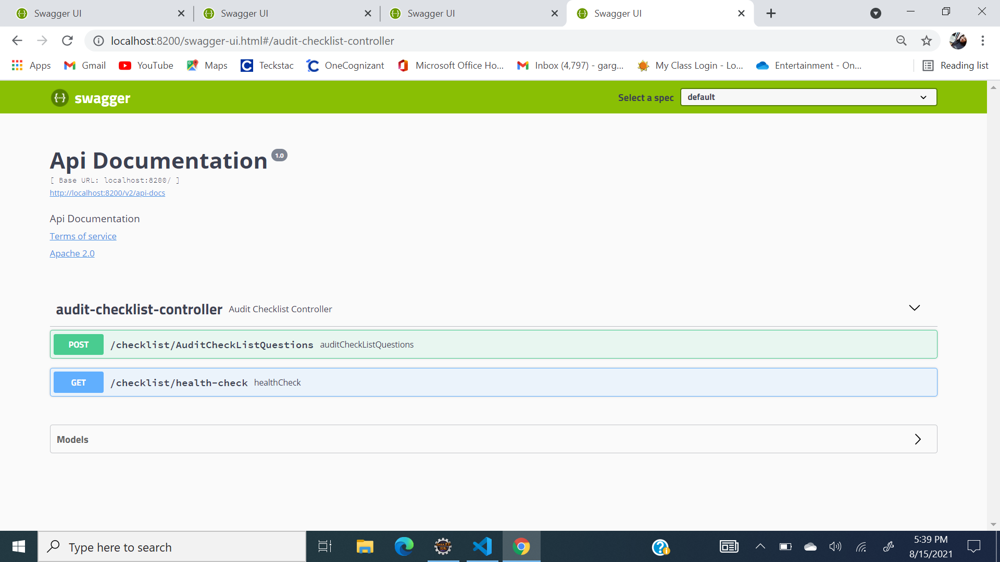 Swagger UI
Swagger UI
Swagger UI
Swagger UI
localhost:8200/swagger-ui.html#/audit-checklist-controller
Apps
Gmail
YouTube
Maps
Teckstac
OneCognizant
Microsoft Office Ho...
Inbox (4,797) - garg...
My Class Login - Lo...
Entertainment - On...
Reading list
swagger
Select a spec
default
Api Documentation 1.0
[ Base URL: localhost:8200/ ]
http://localhost:8200/v2/api-docs
Api Documentation
Terms of service
Apache 2.0
audit-checklist-controller Audit Checklist Controller
POST /checklist/AuditCheckListQuestions auditCheckListQuestions
GET /checklist/health-check healthCheck
Models
Type here to search
5:39 PM
8/15/2021